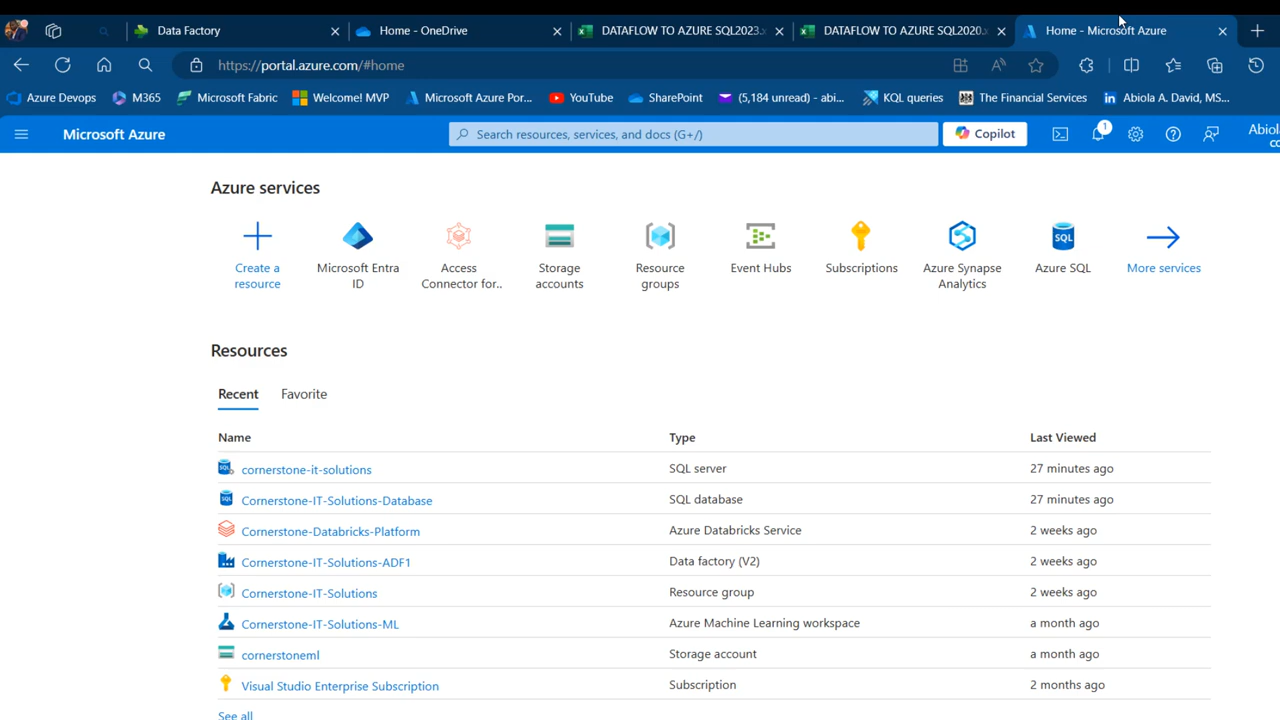 Data Factory
Home - OneDrive
DATAFLOW TO AZURE SQL2023.
DATAFLOW TO AZURE SQL2020.
Home - Microsoft Azure
https://portal.azure.com/#home
Azure Devops
M365
Microsoft Fabric
Welcome! MVP
Microsoft Azure Por...
YouTube
SharePoint
(5,184 unread) - abi...
KQL queries
The Financial Services
Abiola A. David, MS...
Microsoft Azure
Search resources, services, and docs (G+/)
Copilot
1
Abiol
co
Azure services
Create a
resource
Microsoft Entra
ID
Access
Connector for..
Storage
accounts
Resource
groups
Event Hubs
Subscriptions
Azure Synapse
Analytics
SQL
Azure SQL
More services
Resources
Recent Favorite
Name Type Last Viewed
cornerstone-it-solutions SQL server 27 minutes ago
Cornerstone-IT-Solutions-Database SQL database 27 minutes ago
Cornerstone-Databricks-Platform Azure Databricks Service 2 weeks ago
Cornerstone-IT-Solutions-ADF1 Data factory (V2) 2 weeks ago
Cornerstone-IT-Solutions Resource group 2 weeks ago
Cornerstone-IT-Solutions-ML Azure Machine Learning workspace a month ago
cornerstoneml Storage account a month ago
Visual Studio Enterprise Subscription Subscription 2 months ago
See all